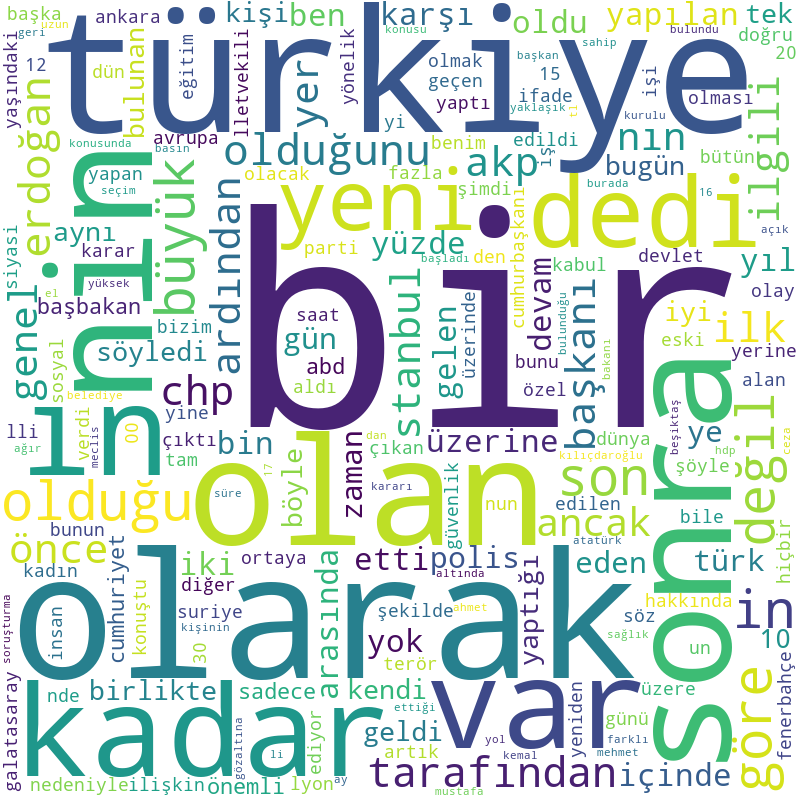 türkiye
bir
olarak
olan
sonra
kadar
var
dedi
yeni
nin
in
olduğu
olduğunu
büyük
erdoğan
genel
ardından
yer
ben
kişi
karşı
oldu
yapılan
tek
doğru
20
ankara
başka
uzun
geri
yaşındaki
12
dün
eğitim
bulunan
lletvekili
yönelik
konusu
olmak
geçen
yaptı
başkan
15
ifade
sahip
yaklaşık
tl
işi
bulundu
olması
kurulu
ilgili
nın
akp
bugün
bütün
edildi
iş
benim
yi
avrupa
basın
konusunda
yapan
seçim
olacak
fazla
şimdi
burada
16
açık
siyasi
aynı
karar
yüksek
el
başbakan
sosyal
belediye
bizim
söyledi
parti
saat
gün
abd
aldı
yüzde
den
başladı
cumhurbaşkanı
stanbul
gelen
üzerinde
devam
bunu
özel
kabul
bulunduğu
bakanı
başkanı
devlet
iyi
eski
alan
yıl
olay
ilk
yerine
chp
yine
çıktı
tam
bin
verdi
00
meclis
lli
ağır
bunun
önce
kadın
böyle
süre
17
zaman
dan
çıkan
kararı
üzerine
güvenlik
nun
son
ancak
edilen
atatürk
dünya
kılıçdaroğlu
beşiktaş
ye
şöyle
hdp
bile
değil
ceza
hiçbir
türk
eden
hakkında
söz
sağlık
un
in
10
göre
fenerbahçe
iki
diğer
ortaya
suriye
kişinin
arasında
etti
polis
altında
şekilde
ahmet
yok
terör
yaptığı
cumhuriyet
konuştu
30
insan
soruşturma
galatasaray
nde
birlikte
sadece
kendi
ettiği
geldi
artık
ediyor
gözaltına
li
ay
lyon
nedeniyle
ilişkin
önemli
yol
kemal
mustafa
tarafından
yeniden
mehmet
farklı
günü
üzere
içinde